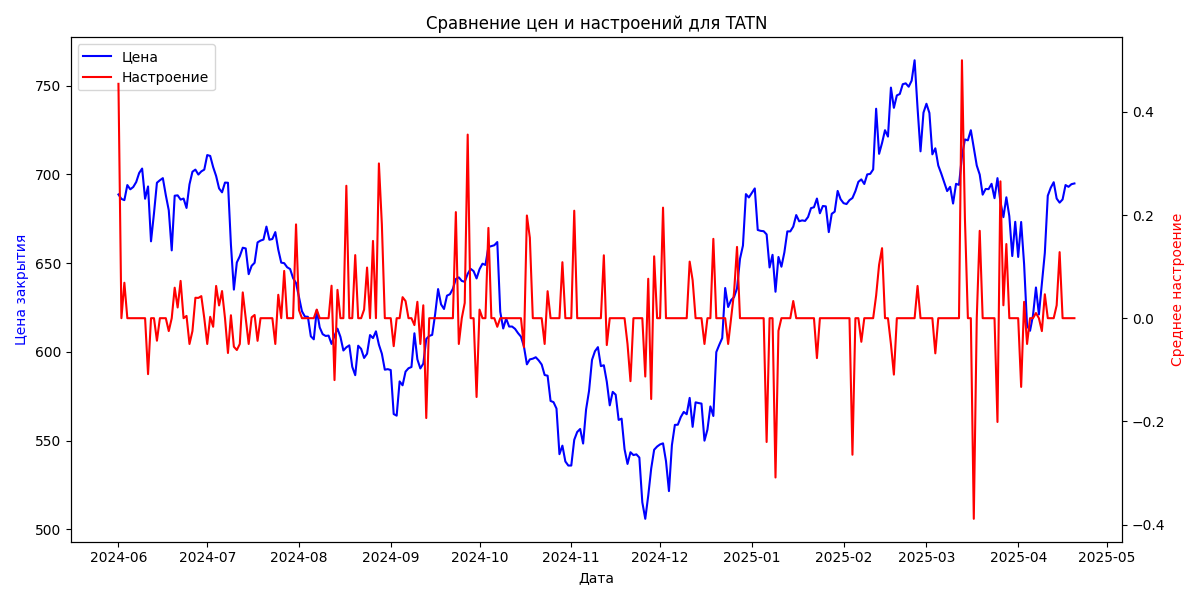 Сравнение цен и настроений для TATN
Цена
Настроение
Цена закрытия
750
700
650
600
550
500
0.4
0.2
0.0
−0.2
−0.4
Среднее настроение
2024-06 2024-07 2024-08 2024-09 2024-10 2024-11 2024-12 2025-01 2025-02 2025-03 2025-04 2025-05
Дата